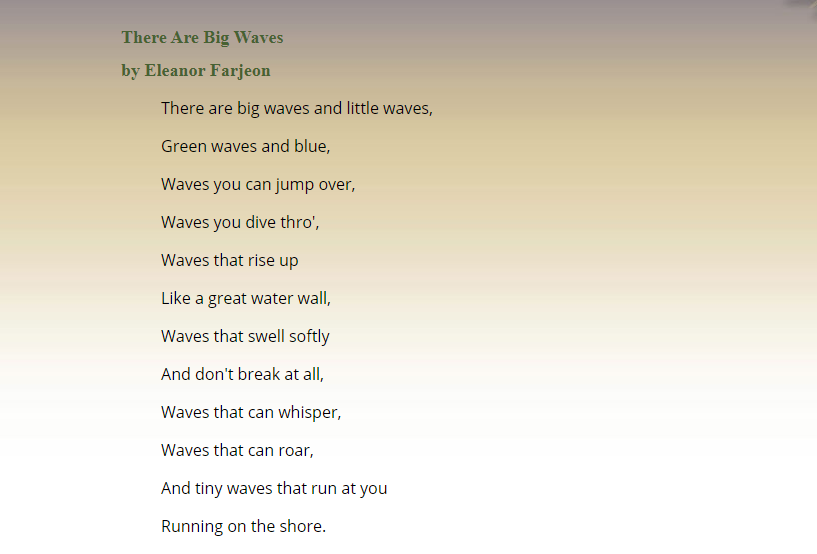 There Are Big Waves
by Eleanor Farjeon
There are big waves and little waves,
Green waves and blue,
Waves you can jump over,
Waves you dive thro',
Waves that rise up
Like a great water wall,
Waves that swell softly
And don't break at all,
Waves that can whisper,
Waves that can roar,
And tiny waves that run at you
Running on the shore.